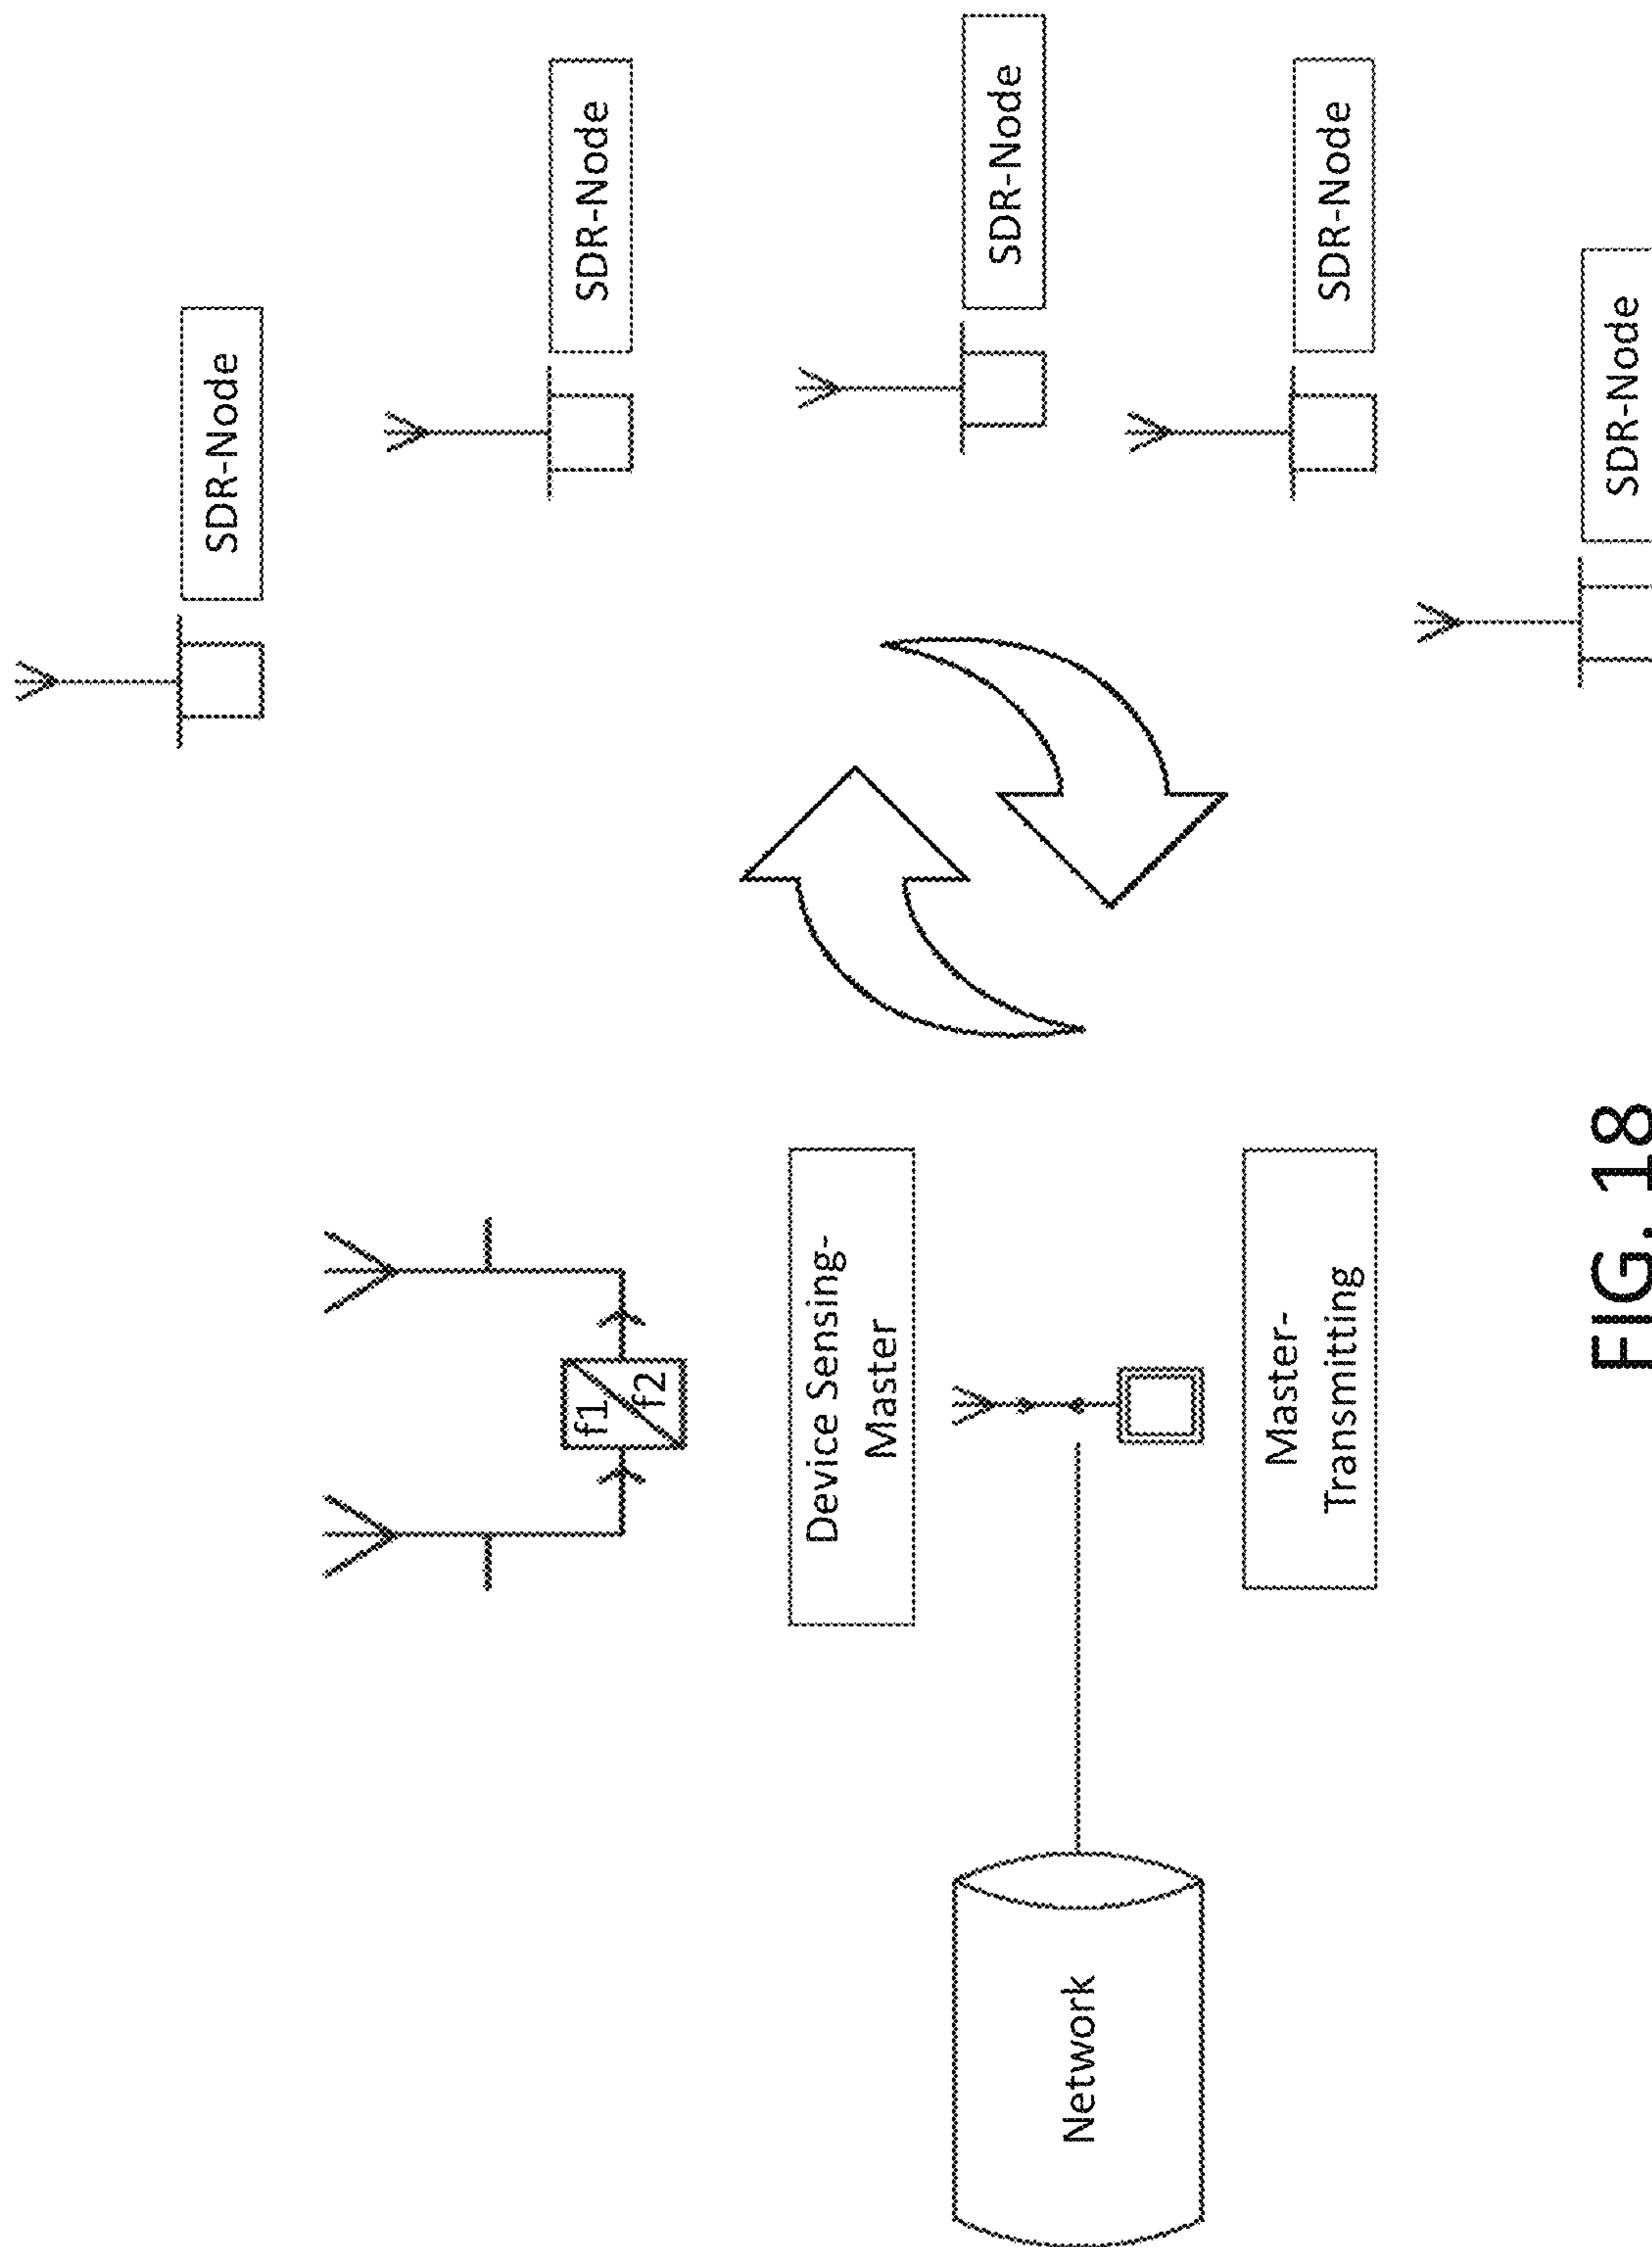 SDR-Node
SDR-Node
SDR-Node
SDR-Node
SDR-Node
f1
f2
Device Sensing-
Master
Master-
Transmitting
Network
FIG. 18